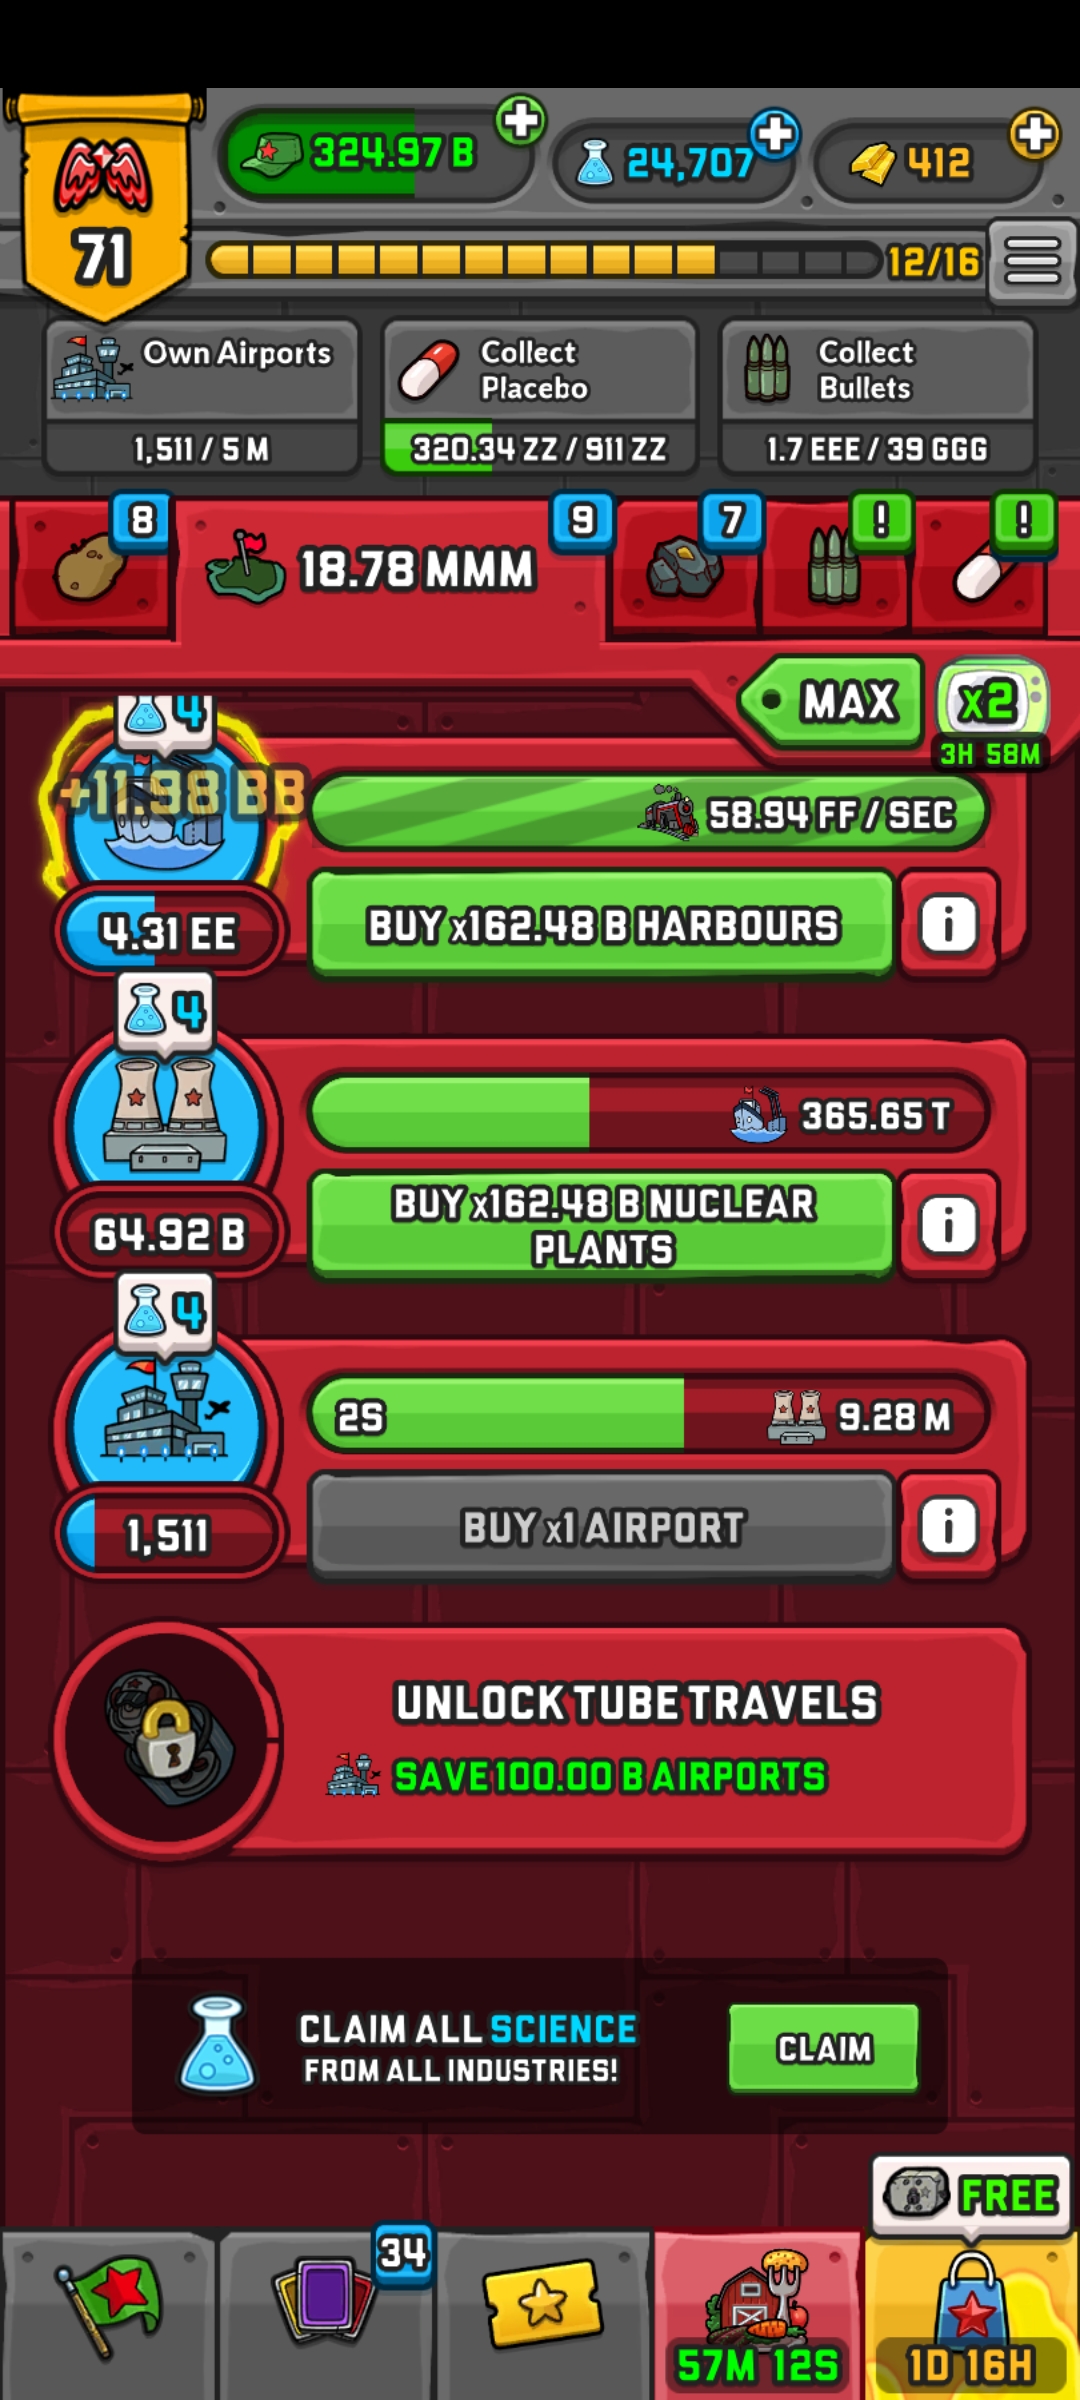 324.97 B
24,707
412
71
12/16
Own Airports
1,511 / 5 M
Collect
Placebo
320.34 ZZ / 911 ZZ
Collect
Bullets
1.7 EEE / 39 GGG
8
18.78 MMM
9
7
!
!
MAX
x2
3H 58M
4
+11.98 BB
58.94 FF / SEC
4.31 EE
BUY x162.48 B HARBOURS
i
4
365.65 T
64.92 B
BUY x162.48 B NUCLEAR
PLANTS
i
4
2S
9.28 M
1,511
BUY x1 AIRPORT
i
UNLOCK TUBE TRAVELS
SAVE 100.00 B AIRPORTS
CLAIM ALL SCIENCE
FROM ALL INDUSTRIES!
CLAIM
FREE
34
57M 12S
1D 16H